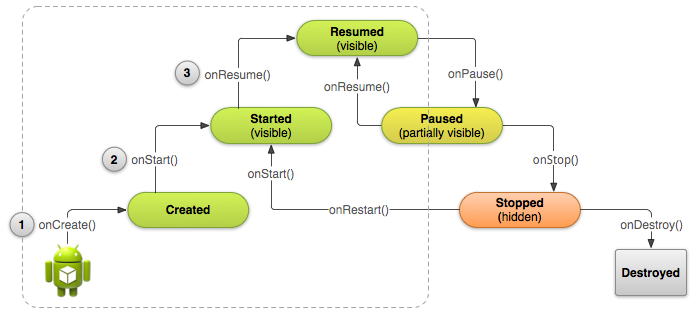 Resumed
(visible)
3
onResume()
onPause()
onResume()
Started
(visible)
Paused
(partially visible)
2
onStart()
onStart()
onStop()
Created
onRestart()
Stopped
(hidden)
1
onCreate()
onDestroy()
Destroyed